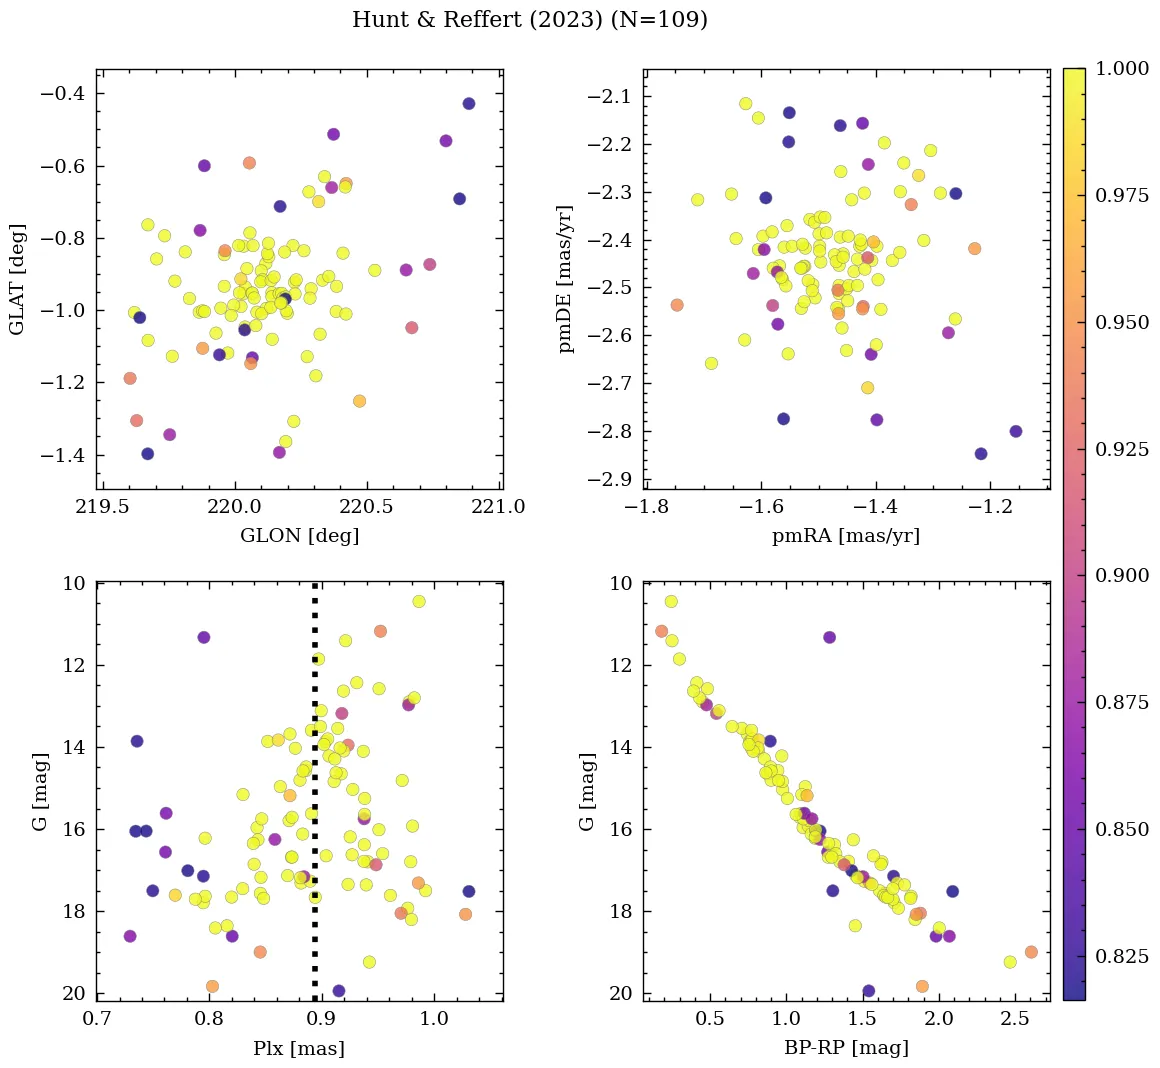 Hunt & Reffert (2023) (N=109)
−0.4
−0.6
−0.8
−1.0
−1.2
−1.4
GLAT [deg]
219.5 220.0 220.5 221.0
GLON [deg]
−2.1
−2.2
−2.3
−2.4
−2.5
−2.6
−2.7
−2.8
−2.9
pmDE [mas/yr]
−1.8 −1.6 −1.4 −1.2
pmRA [mas/yr]
10
12
14
16
18
20
G [mag]
0.7 0.8 0.9 1.0
Plx [mas]
10
12
14
16
18
20
G [mag]
0.5 1.0 1.5 2.0 2.5
BP-RP [mag]
1.000
0.975
0.950
0.925
0.900
0.875
0.850
0.825